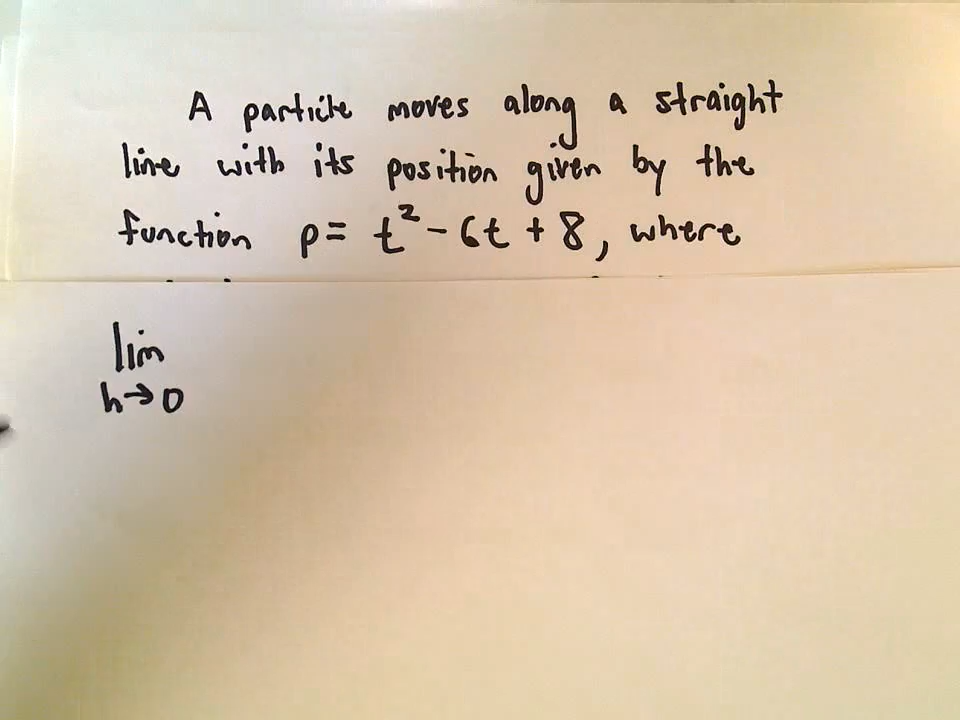 A particle moves along a straight
line with its position given by the
function p = t² - 6t + 8, where
lim
h→0